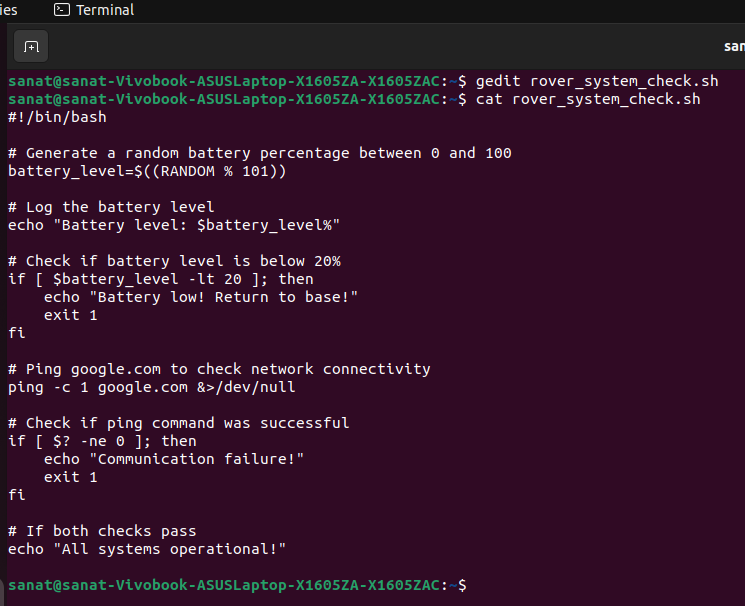 ies
Terminal
san
sanat@sanat-Vivobook-ASUSLaptop-X1605ZA-X1605ZAC:~$ gedit rover_system_check.sh
sanat@sanat-Vivobook-ASUSLaptop-X1605ZA-X1605ZAC:~$ cat rover_system_check.sh
#!/bin/bash

# Generate a random battery percentage between 0 and 100
battery_level=$((RANDOM % 101))

# Log the battery level
echo "Battery level: $battery_level%"

# Check if battery level is below 20%
if [ $battery_level -lt 20 ]; then
    echo "Battery low! Return to base!"
    exit 1
fi

# Ping google.com to check network connectivity
ping -c 1 google.com &>/dev/null

# Check if ping command was successful
if [ $? -ne 0 ]; then
    echo "Communication failure!"
    exit 1
fi

# If both checks pass
echo "All systems operational!"

sanat@sanat-Vivobook-ASUSLaptop-X1605ZA-X1605ZAC:~$